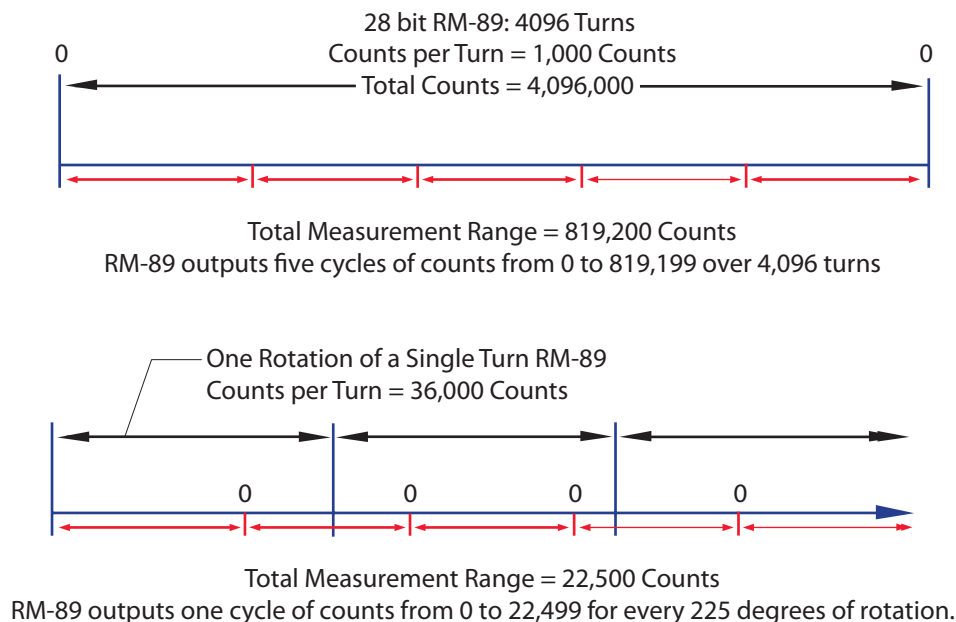 28 bit RM-89: 4096 Turns
0
Counts per Turn = 1,000 Counts
0
Total Counts = 4,096,000
Total Measurement Range = 819,200 Counts
RM-89 outputs five cycles of counts from 0 to 819,199 over 4,096 turns
One Rotation of a Single Turn RM-89
Counts per Turn = 36,000 Counts
0
0
0
0
Total Measurement Range = 22,500 Counts
RM-89 outputs one cycle of counts from 0 to 22,499 for every 225 degrees of rotation.